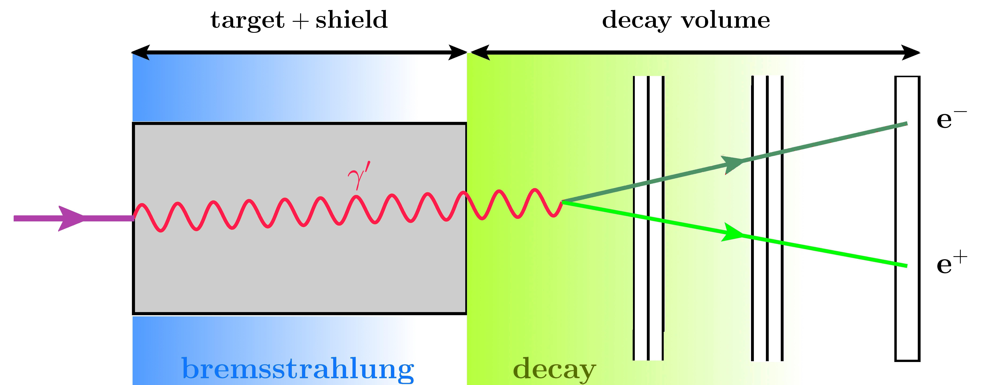 target + shield
decay volume
γ′
e⁻
e⁺
bremsstrahlung
decay